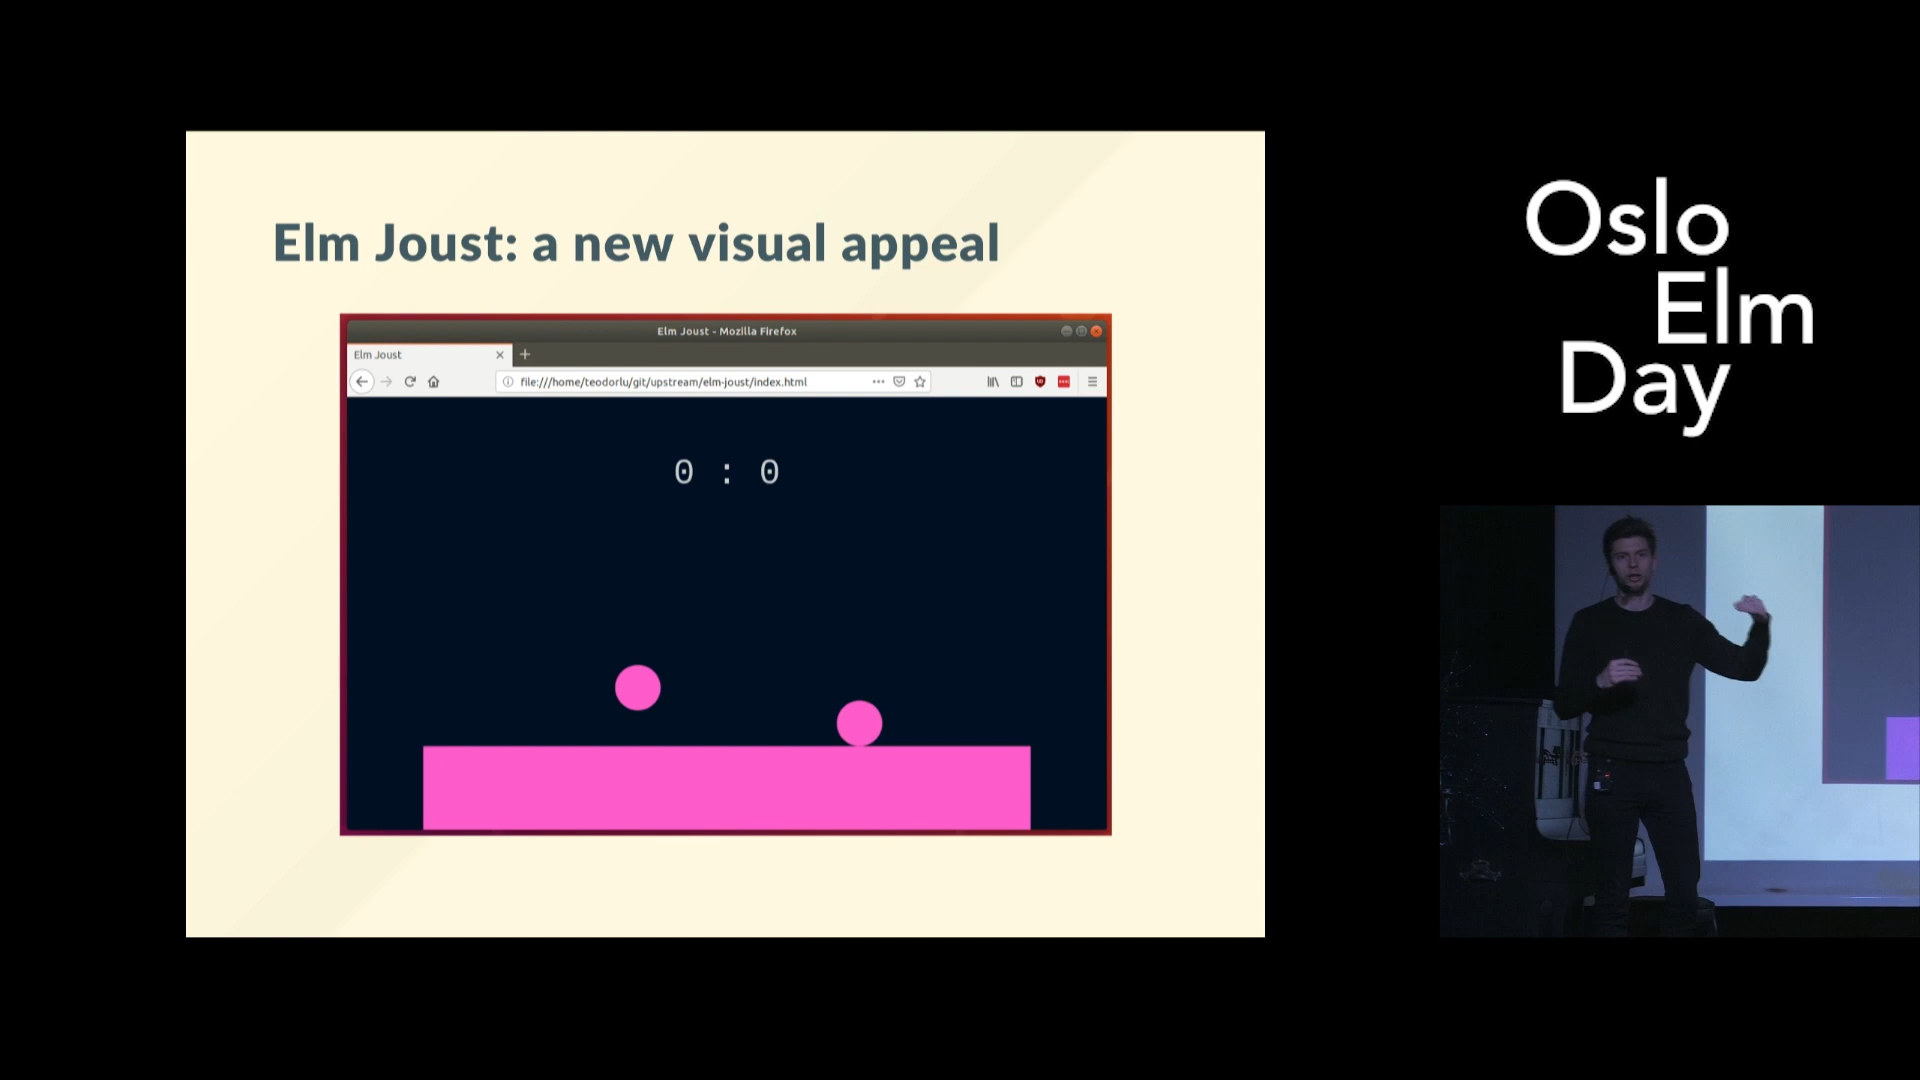 Elm Joust: a new visual appeal
Elm Joust - Mozilla Firefox
Elm Joust
file:///home/teodorlu/git/upstream/elm-joust/index.html
0 : 0
Oslo
Elm
Day